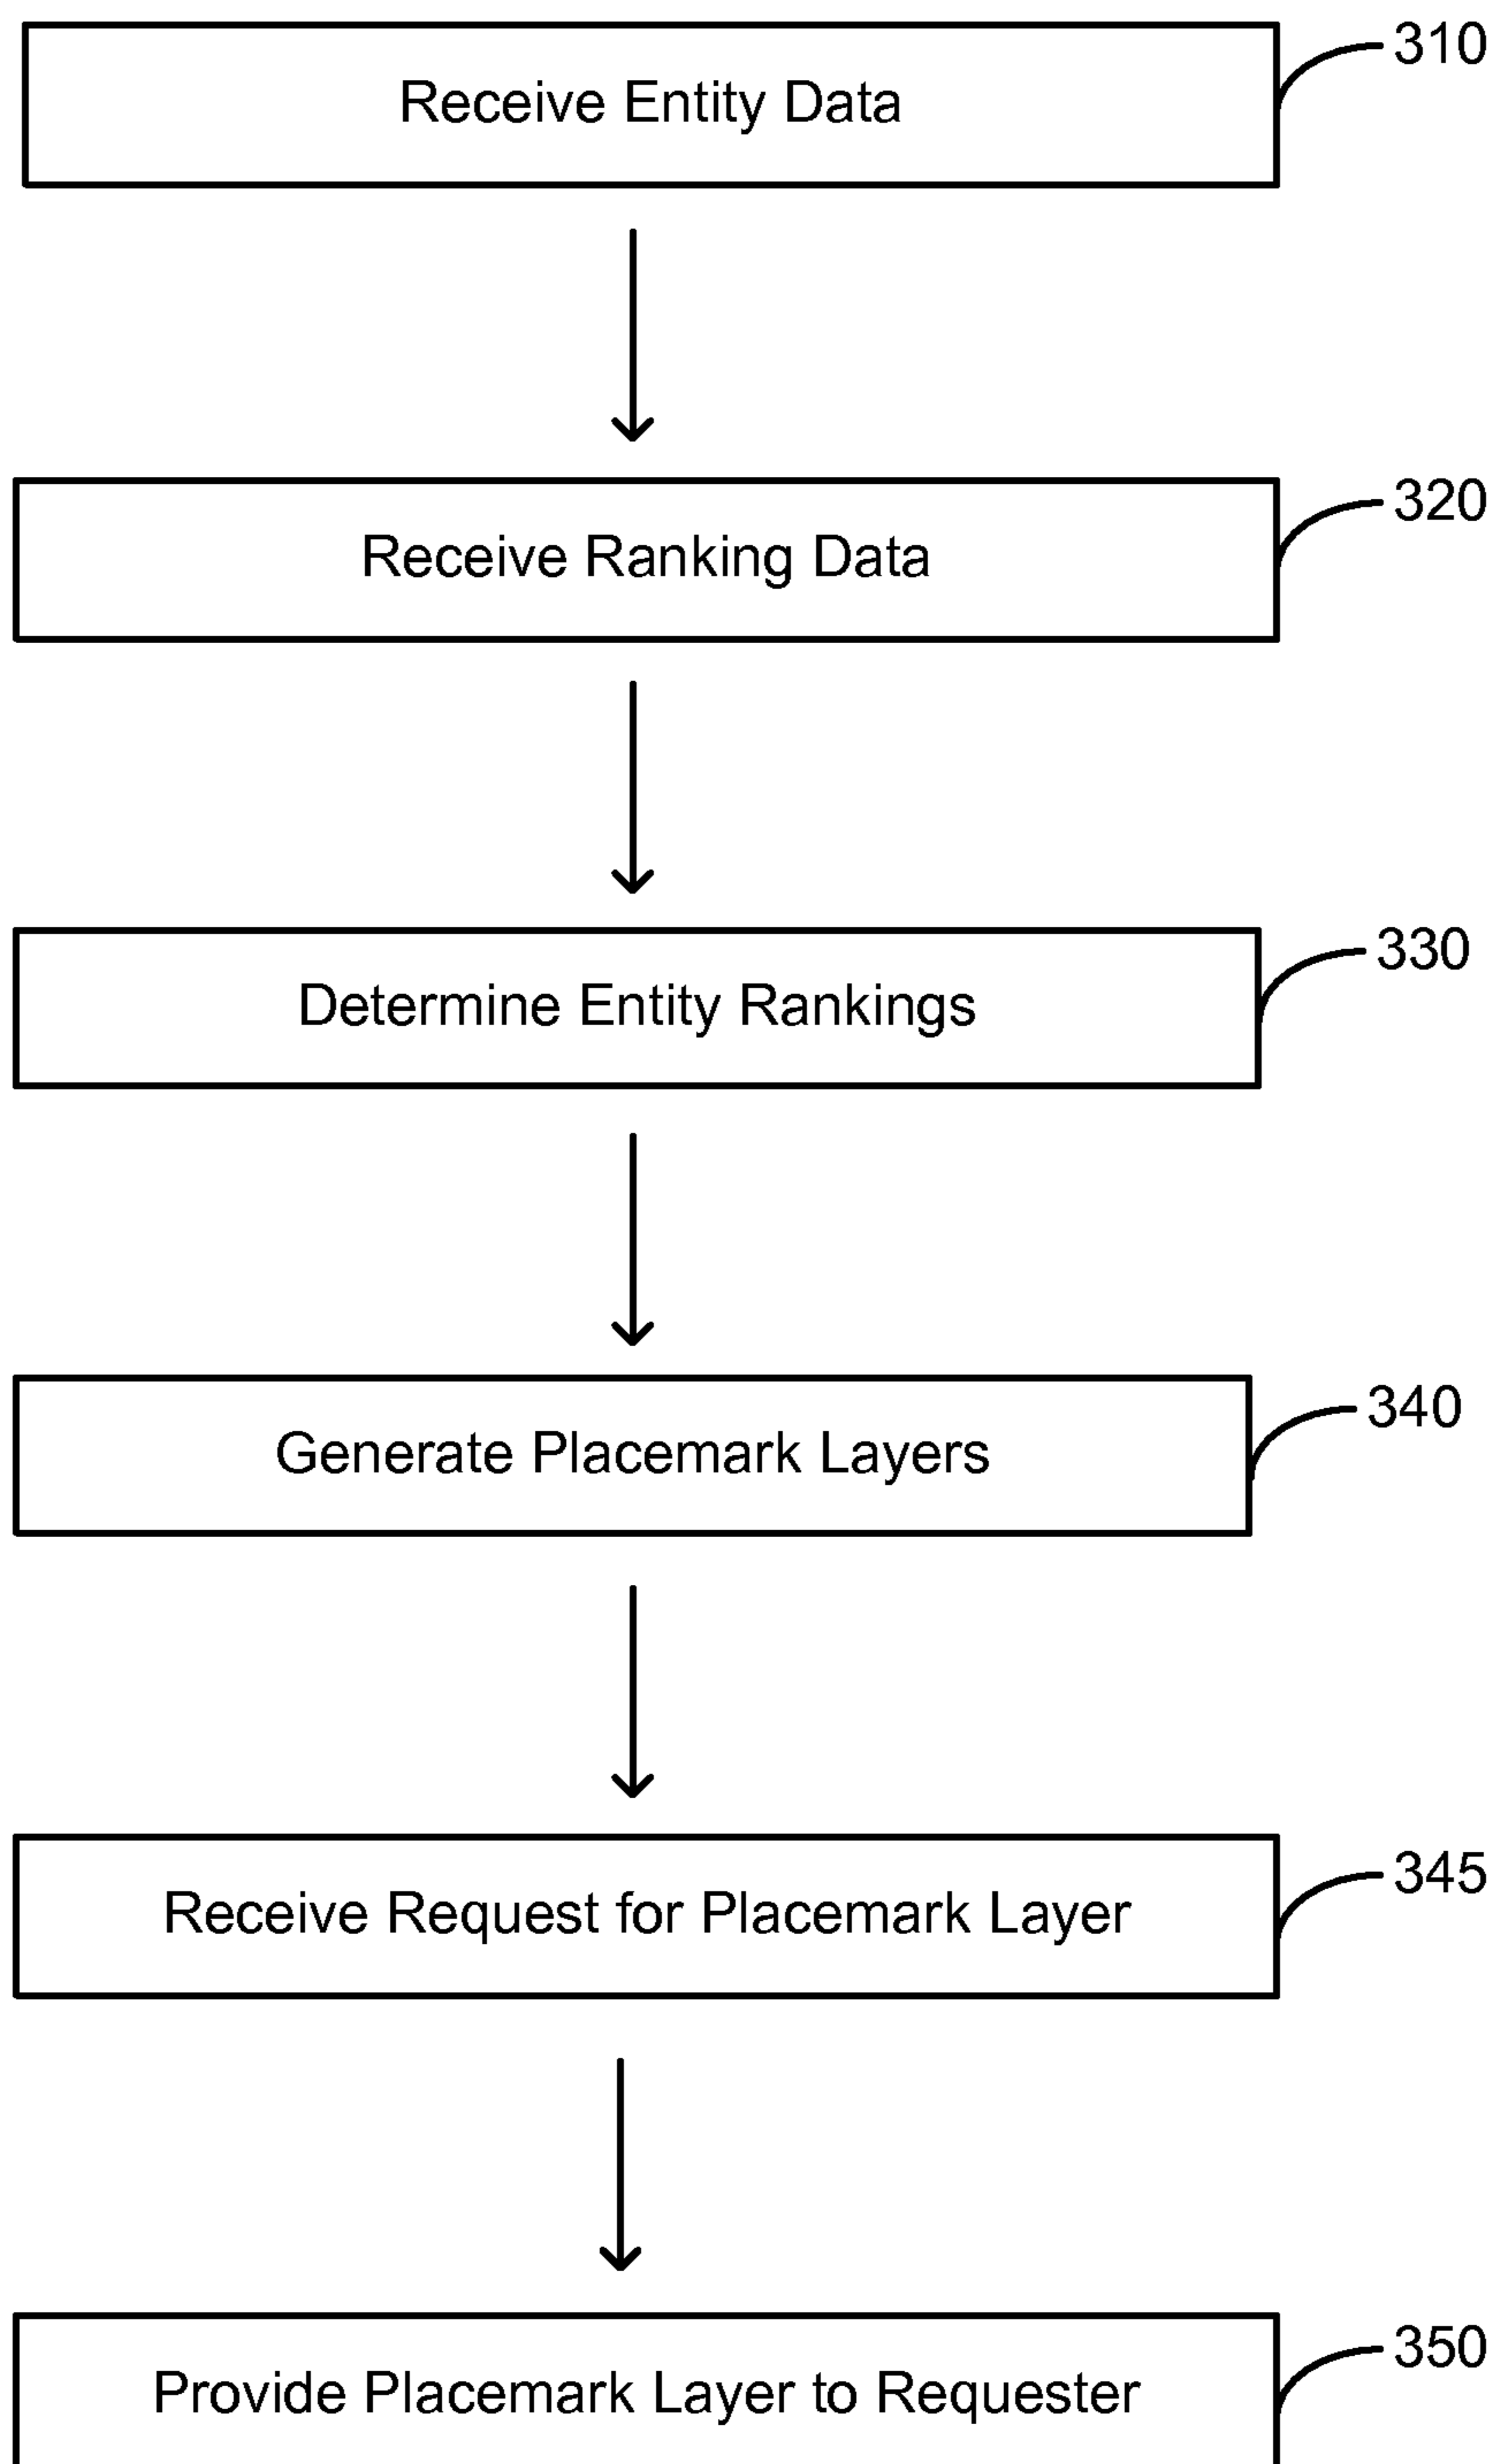 310
Receive Entity Data
320
Receive Ranking Data
330
Determine Entity Rankings
340
Generate Placemark Layers
345
Receive Request for Placemark Layer
350
Provide Placemark Layer to Requester